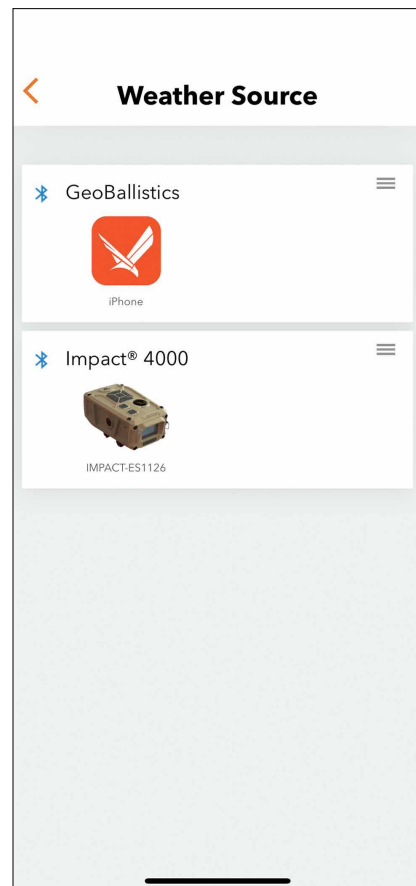 Weather Source
GeoBallistics
iPhone
Impact® 4000
IMPACT-ES1126